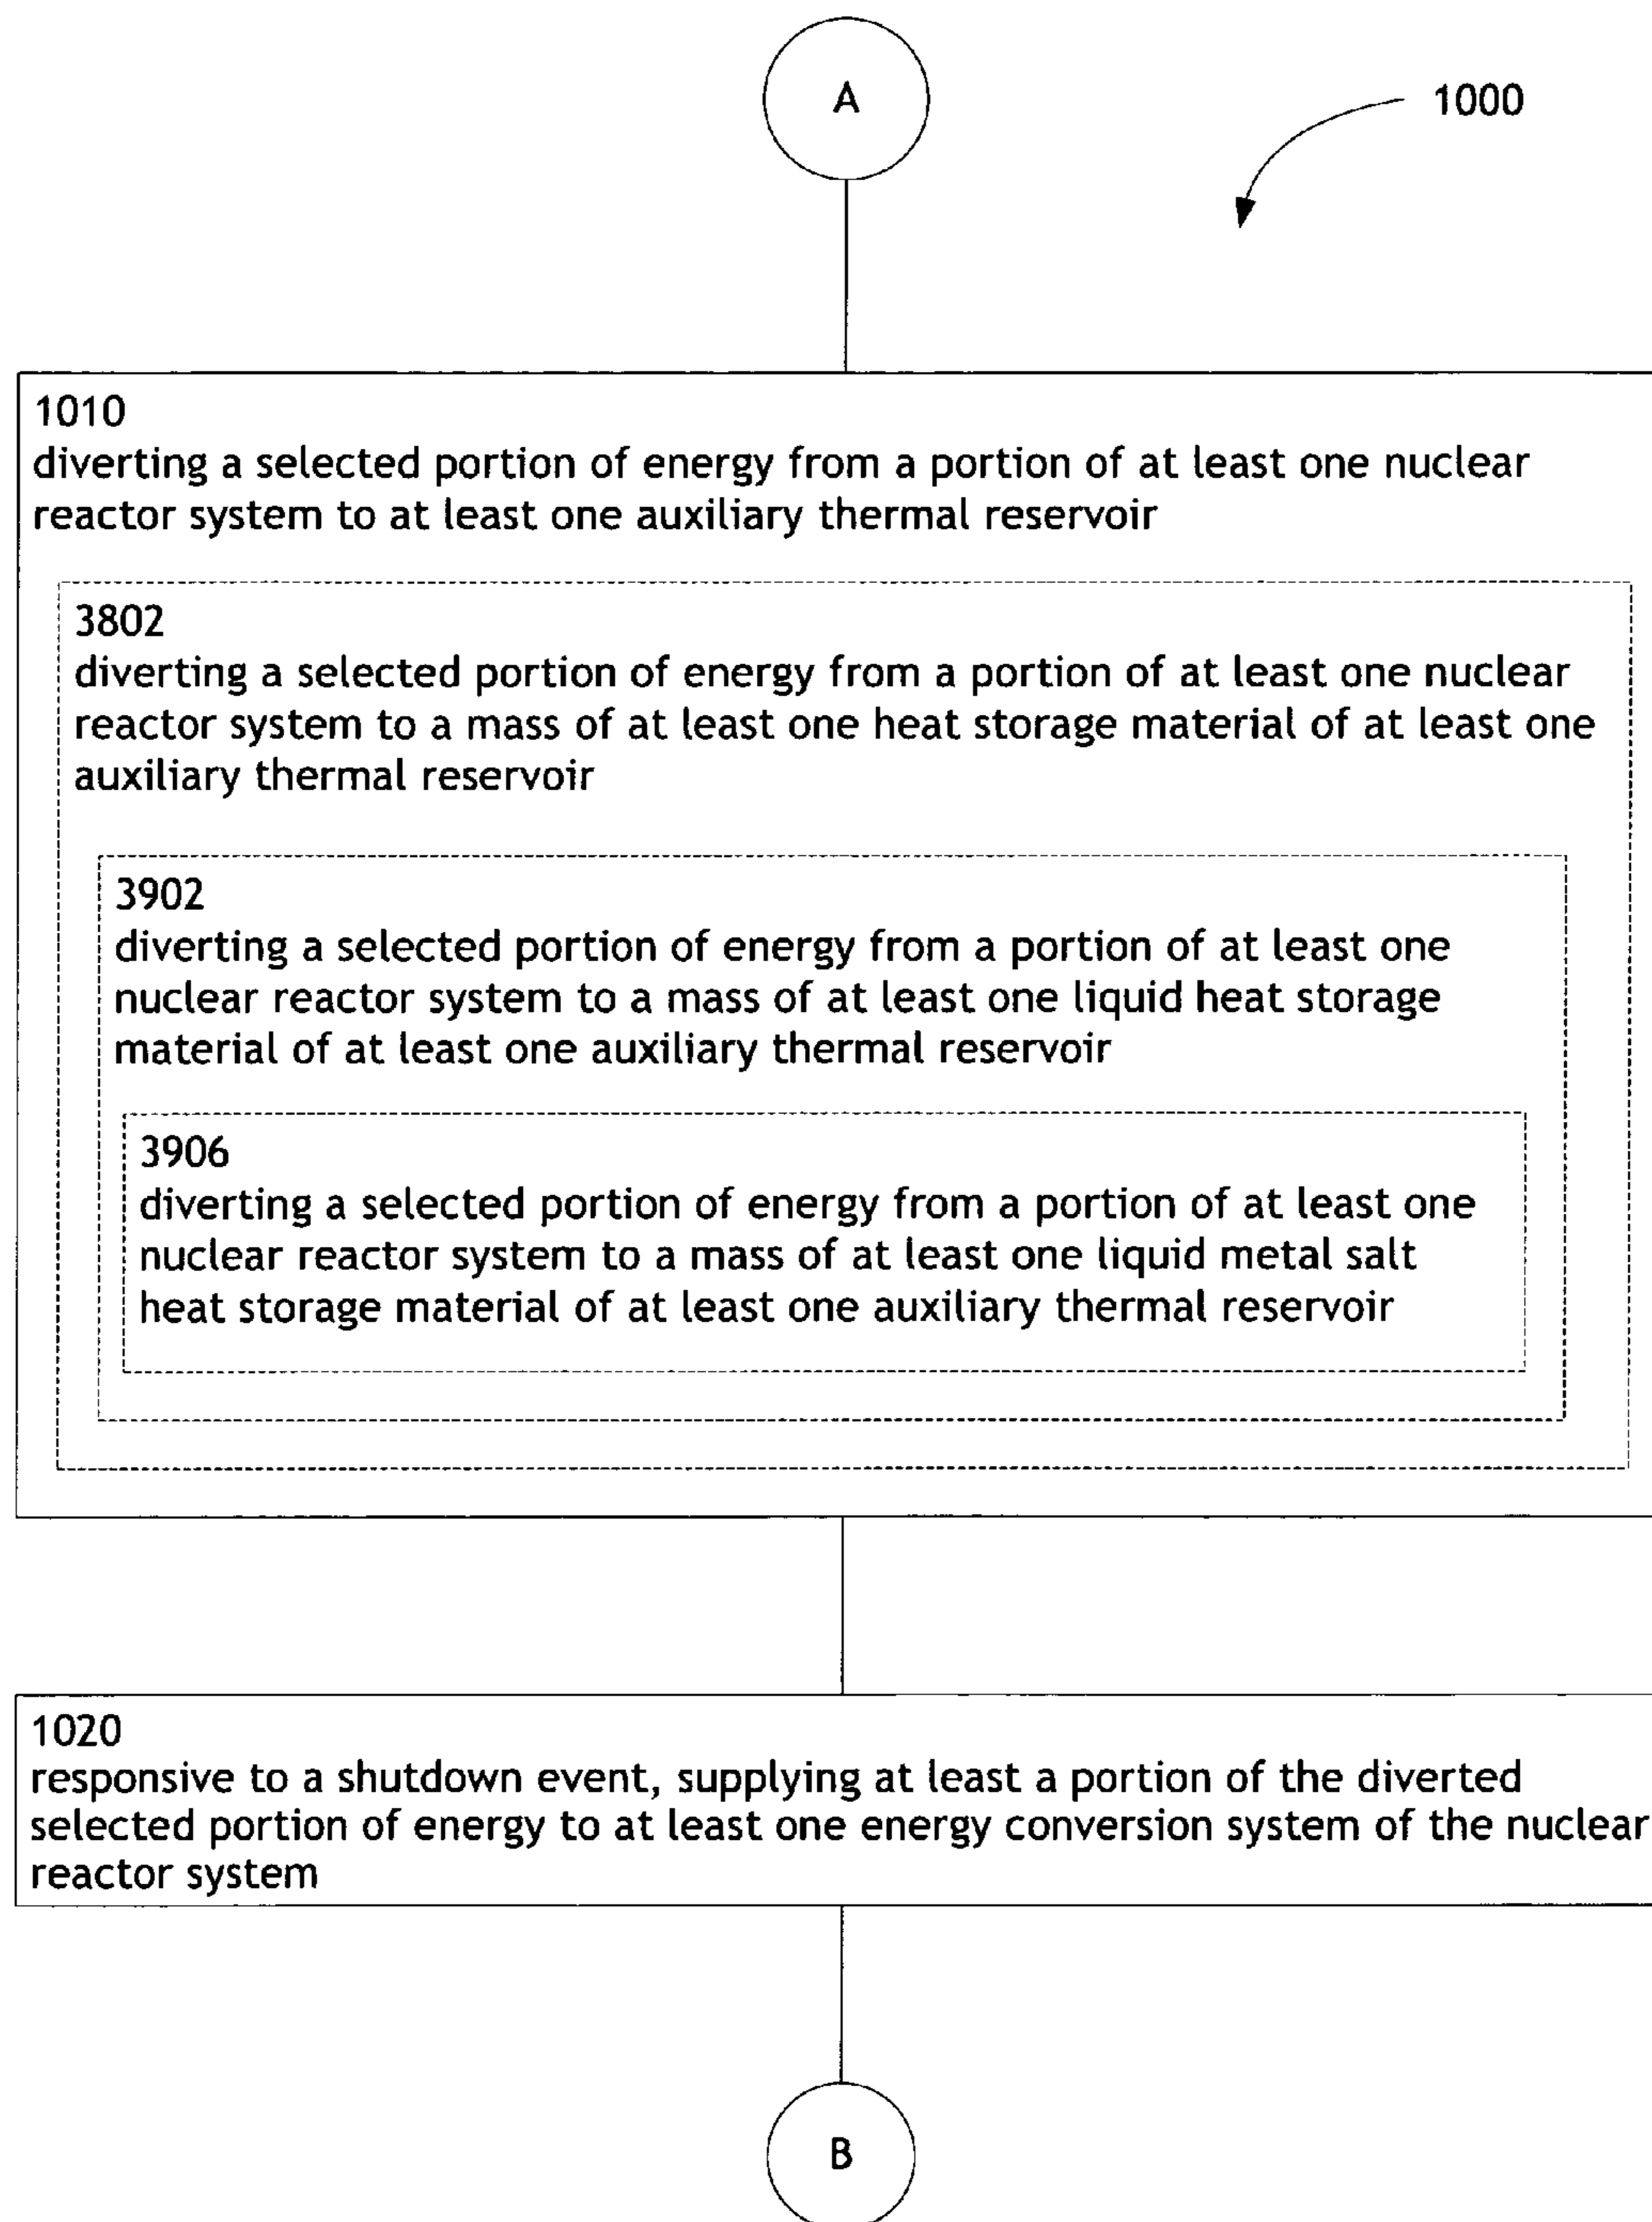 A
1000
1010
diverting a selected portion of energy from a portion of at least one nuclear
reactor system to at least one auxiliary thermal reservoir
3802
diverting a selected portion of energy from a portion of at least one nuclear
reactor system to a mass of at least one heat storage material of at least one
auxiliary thermal reservoir
3902
diverting a selected portion of energy from a portion of at least one
nuclear reactor system to a mass of at least one liquid heat storage
material of at least one auxiliary thermal reservoir
3906
diverting a selected portion of energy from a portion of at least one
nuclear reactor system to a mass of at least one liquid metal salt
heat storage material of at least one auxiliary thermal reservoir
1020
responsive to a shutdown event, supplying at least a portion of the diverted
selected portion of energy to at least one energy conversion system of the nuclear
reactor system
B